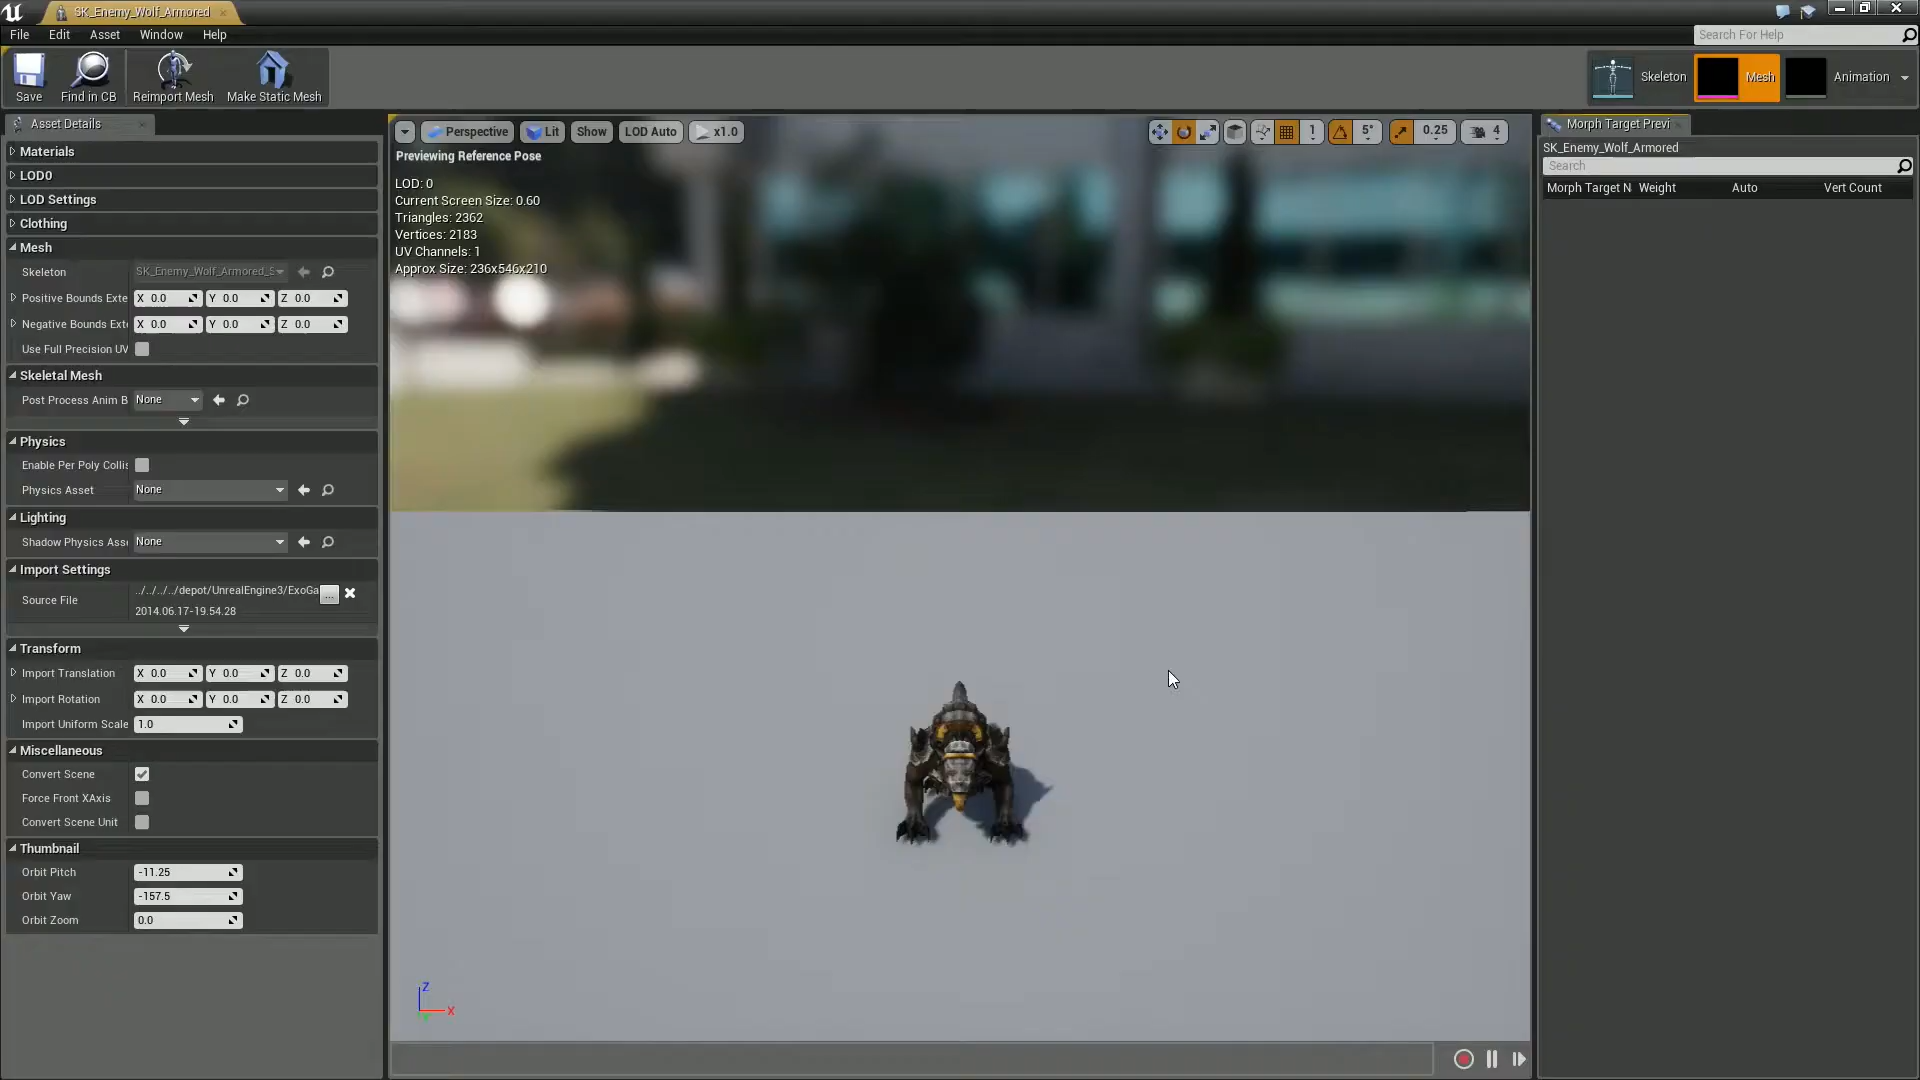 SK_Enemy_Wolf_Armored
File Edit Asset Window Help
Search For Help
Save Find in CB Reimport Mesh Make Static Mesh
Skeleton Mesh Animation
Asset Details
Materials
LOD0
LOD Settings
Clothing
Mesh
Skeleton SK_Enemy_Wolf_Armored_S
Positive Bounds Exte X 0.0 Y 0.0 Z 0.0
Negative Bounds Exte X 0.0 Y 0.0 Z 0.0
Use Full Precision UV
Skeletal Mesh
Post Process Anim B None
Physics
Enable Per Poly Collis
Physics Asset None
Lighting
Shadow Physics Asse None
Import Settings
Source File ../../../../depot/UnrealEngine3/ExoGa ...
2014.06.17-19.54.28
Transform
Import Translation X 0.0 Y 0.0 Z 0.0
Import Rotation X 0.0 Y 0.0 Z 0.0
Import Uniform Scale 1.0
Miscellaneous
Convert Scene
Force Front XAxis
Convert Scene Unit
Thumbnail
Orbit Pitch -11.25
Orbit Yaw -157.5
Orbit Zoom 0.0
Perspective Lit Show LOD Auto x1.0
1 5° 0.25 4
Previewing Reference Pose
LOD: 0
Current Screen Size: 0.60
Triangles: 2362
Vertices: 2183
UV Channels: 1
Approx Size: 236x546x210
Z
X
Morph Target Previ
SK_Enemy_Wolf_Armored
Search
Morph Target N Weight Auto Vert Count